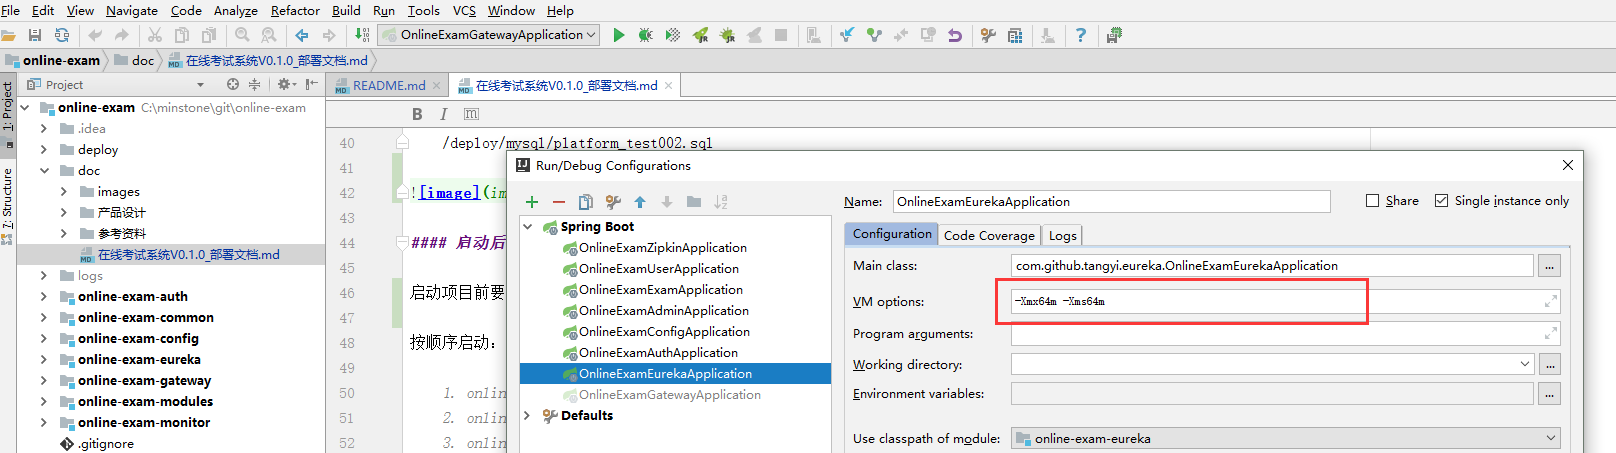 File Edit View Navigate Code Analyze Refactor Build Run Tools VCS Window Help
OnlineExamGatewayApplication
online-exam doc 在线考试系统V0.1.0_部署文档.md
Project README.md 在线考试系统V0.1.0_部署文档.md
1: Project
7: Structure
online-exam C:\minstone\git\online-exam
.idea
deploy
doc
images
产品设计
参考资料
在线考试系统V0.1.0_部署文档.md
logs
online-exam-auth
online-exam-common
online-exam-config
online-exam-eureka
online-exam-gateway
online-exam-modules
online-exam-monitor
.gitignore
B I m
40 /deploy/mysql/platform_test002.sql
41
42 ![image](im
43
44 #### 启动后
45
46 启动项目前要
47
48 按顺序启动:
49
50 1. onlin
51 2. onlin
52 3. onlin
Run/Debug Configurations
Spring Boot
OnlineExamZipkinApplication
OnlineExamUserApplication
OnlineExamExamApplication
OnlineExamAdminApplication
OnlineExamConfigApplication
OnlineExamAuthApplication
OnlineExamEurekaApplication
OnlineExamGatewayApplication
Defaults
Name: OnlineExamEurekaApplication Share Single instance only
Configuration Code Coverage Logs
Main class: com.github.tangyi.eureka.OnlineExamEurekaApplication ...
VM options: -Xmx64m -Xms64m
Program arguments:
Working directory: ...
Environment variables: ...
Use classpath of module: online-exam-eureka